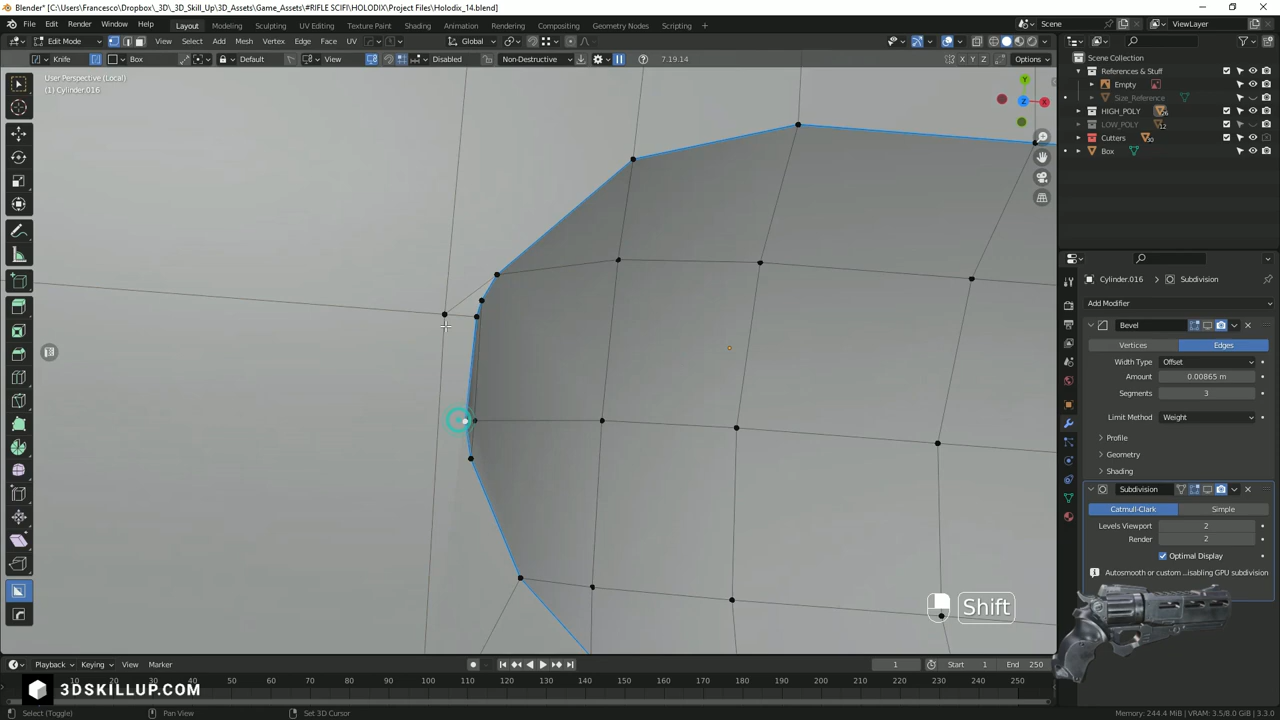 Blender* [C:\Users\Francesco\Dropbox\_3D\_3D_Skill_Up\3D_Assets\Game_Assets\#RIFLE SCIFI\HOLODIX\Project Files\Holodix_14.blend]
File Edit Render Window Help Layout Modeling Sculpting UV Editing Texture Paint Shading Animation Rendering Compositing Geometry Nodes Scripting Scene ViewLayer
Edit Mode View Select Add Mesh Vertex Edge Face UV Global
Knife Box Default View Disabled Non-Destructive 7.19.14 X Y Z Options
User Perspective (Local)
(1) Cylinder.016
Scene Collection
References & Stuff
Empty
Size_Reference
HIGH_POLY 26
LOW_POLY 12
Cutters 30
Box
Y
Z X
Cylinder.016 Subdivision
Add Modifier
Bevel
Vertices Edges
Width Type Offset
Amount 0.00865 m
Segments 3
Limit Method Weight
Profile
Geometry
Shading
Subdivision
Catmull-Clark Simple
Levels Viewport 2
Render 2
Optimal Display
Autosmooth or custom ..isabling GPU subdivision
Shift
Playback Keying View Marker 1 Start 1 End 250
10 20 30 40 50 60 70 80 90 100 110 120 130 140 150 160 170 180 190 200 210 220 230 240 250
3DSKILLUP.COM
Select (Toggle) Pan View Set 3D Cursor Memory: 244.4 MiB | VRAM: 3.5/8.0 GiB | 3.3.0